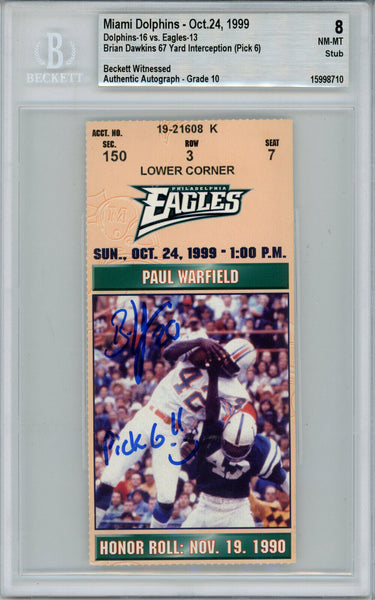 Miami Dolphins - Oct.24, 1999
Dolphins-16 vs. Eagles-13
Brian Dawkins 67 Yard Interception (Pick 6)
Beckett Witnessed
Authentic Autograph - Grade 10
8
NM-MT
Stub
15998710
B
BECKETT
ACCT. NO. 19-21608 K
SEC. ROW SEAT
150 3 7
LOWER CORNER
PHILADELPHIA
EAGLES
SUN., OCT. 24, 1999 - 1:00 P.M.
PAUL WARFIELD
42
43
Pick 6!!
HONOR ROLL: NOV. 19. 1990